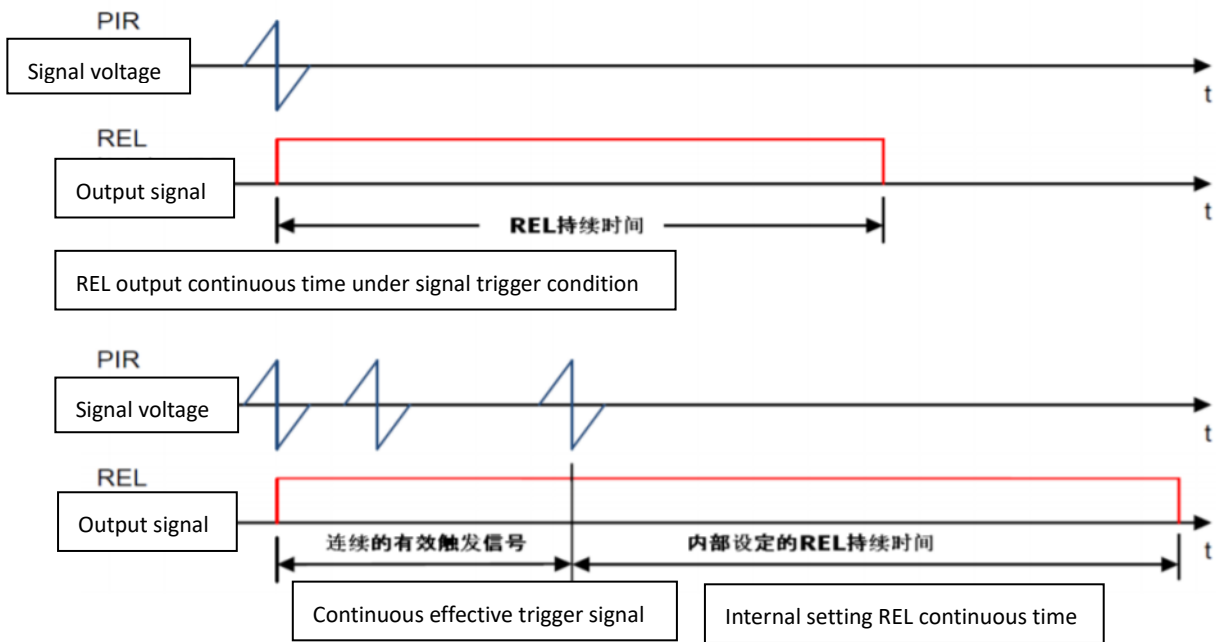 PIR
Signal voltage
t
REL
Output signal
t
REL持续时间
REL output continuous time under signal trigger condition
PIR
Signal voltage
t
REL
Output signal
t
连续的有效触发信号
内部设定的REL持续时间
Continuous effective trigger signal
Internal setting REL continuous time